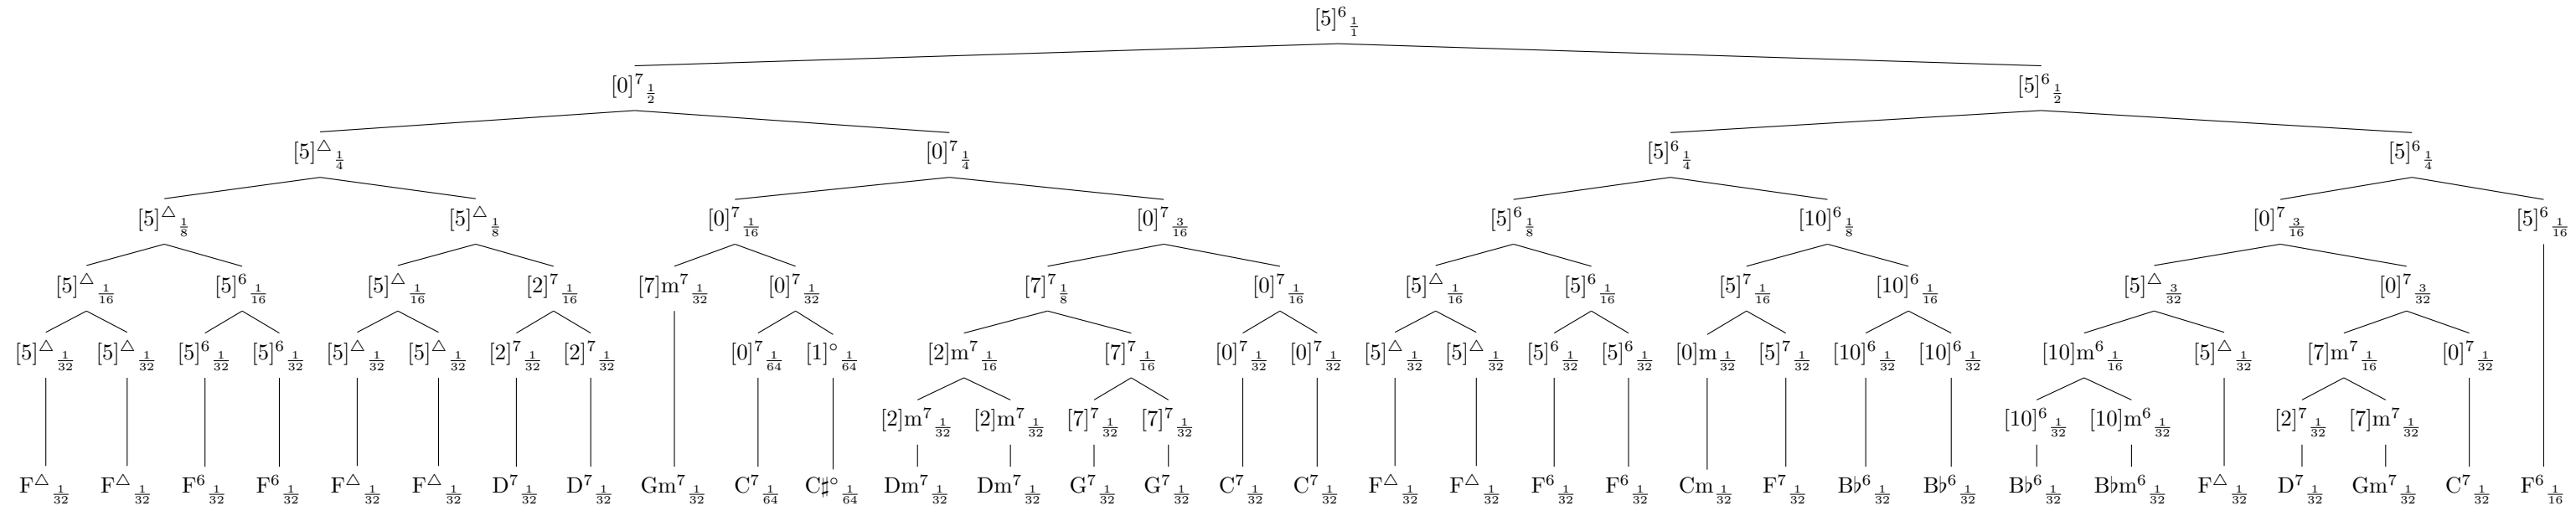 [5]⁶ 1/1
[0]⁷ 1/2 [5]⁶ 1/2
[5]△ 1/4 [0]⁷ 1/4 [5]⁶ 1/4 [5]⁶ 1/4
[5]△ 1/8 [5]△ 1/8 [0]⁷ 1/16 [0]⁷ 3/16 [5]⁶ 1/8 [10]⁶ 1/8 [0]⁷ 3/16 [5]⁶ 1/16
[5]△ 1/16 [5]⁶ 1/16 [5]△ 1/16 [2]⁷ 1/16 [7]m⁷ 1/32 [0]⁷ 1/32 [7]⁷ 1/8 [0]⁷ 1/16 [5]△ 1/16 [5]⁶ 1/16 [5]⁷ 1/16 [10]⁶ 1/16 [5]△ 3/32 [0]⁷ 3/32
[5]△ 1/32 [5]△ 1/32 [5]⁶ 1/32 [5]⁶ 1/32 [5]△ 1/32 [5]△ 1/32 [2]⁷ 1/32 [2]⁷ 1/32 [0]⁷ 1/64 [1]° 1/64 [2]m⁷ 1/16 [7]⁷ 1/16 [0]⁷ 1/32 [0]⁷ 1/32 [5]△ 1/32 [5]△ 1/32 [5]⁶ 1/32 [5]⁶ 1/32 [0]m 1/32 [5]⁷ 1/32 [10]⁶ 1/32 [10]⁶ 1/32 [10]m⁶ 1/16 [5]△ 1/32 [7]m⁷ 1/16 [0]⁷ 1/32
[2]m⁷ 1/32 [2]m⁷ 1/32 [7]⁷ 1/32 [7]⁷ 1/32 [10]⁶ 1/32 [10]m⁶ 1/32 [2]⁷ 1/32 [7]m⁷ 1/32
F△ 1/32 F△ 1/32 F⁶ 1/32 F⁶ 1/32 F△ 1/32 F△ 1/32 D⁷ 1/32 D⁷ 1/32 Gm⁷ 1/32 C⁷ 1/64 C♯° 1/64 Dm⁷ 1/32 Dm⁷ 1/32 G⁷ 1/32 G⁷ 1/32 C⁷ 1/32 C⁷ 1/32 F△ 1/32 F△ 1/32 F⁶ 1/32 F⁶ 1/32 Cm 1/32 F⁷ 1/32 B♭⁶ 1/32 B♭⁶ 1/32 B♭⁶ 1/32 B♭m⁶ 1/32 F△ 1/32 D⁷ 1/32 Gm⁷ 1/32 C⁷ 1/32 F⁶ 1/16